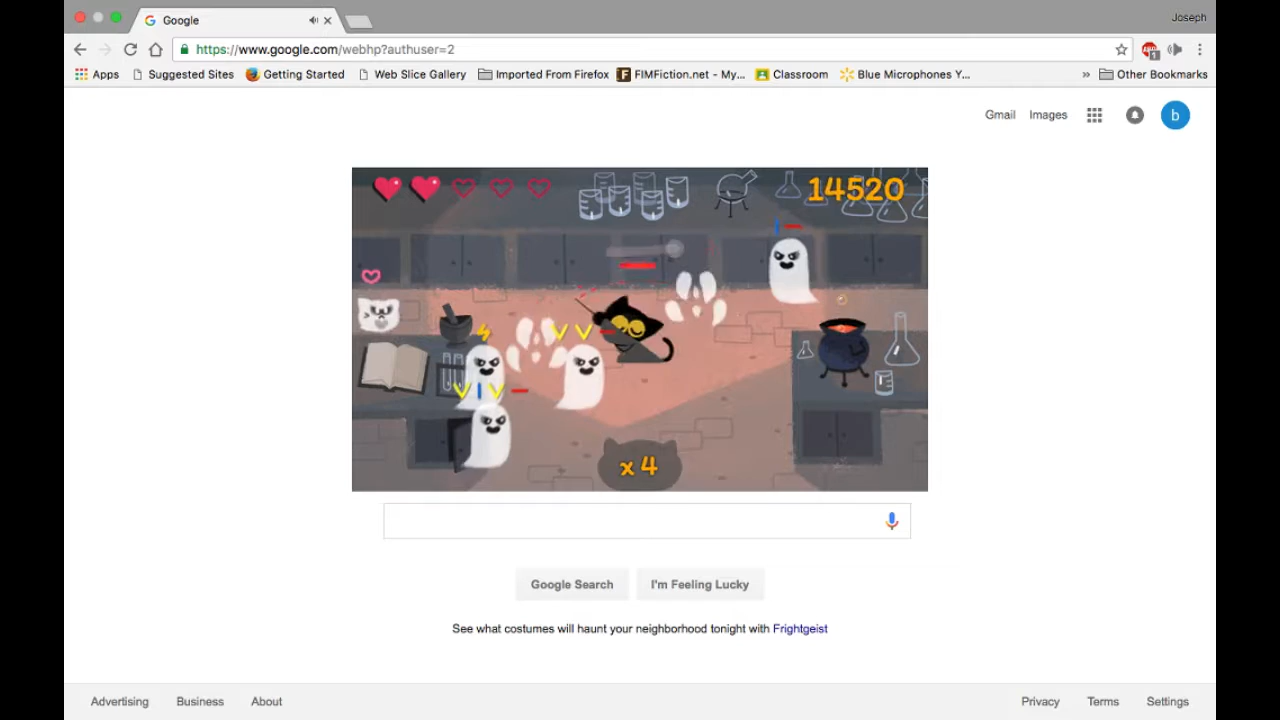 Google
Joseph
https://www.google.com/webhp?authuser=2
Apps Suggested Sites Getting Started Web Slice Gallery Imported From Firefox FIMFiction.net - My... Classroom Blue Microphones Y... » Other Bookmarks
Gmail Images b
14520
x 4
Google Search I'm Feeling Lucky
See what costumes will haunt your neighborhood tonight with Frightgeist
Advertising Business About Privacy Terms Settings